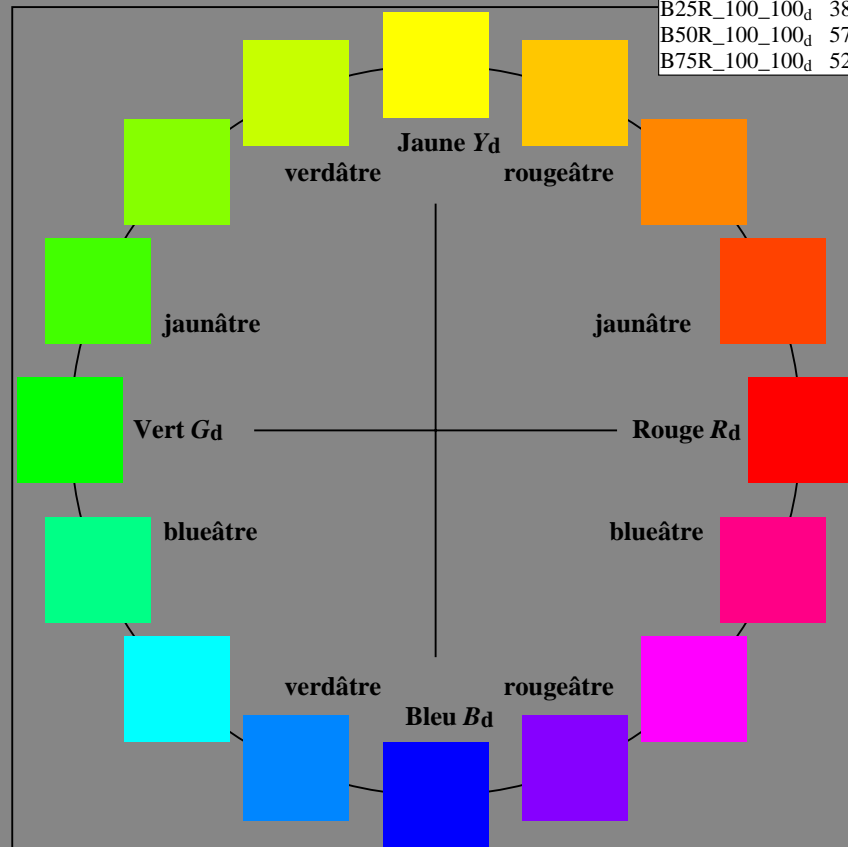 B25R_100_100d 38
B50R_100_100d 57
B75R_100_100d 52
Jaune Yd
verdâtre rougeâtre
jaunâtre jaunâtre
Vert Gd Rouge Rd
blueâtre blueâtre
verdâtre rougeâtre
Bleu Bd